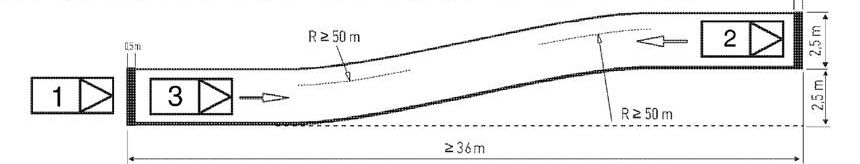 0,5 m
R ≥ 50 m
2
2,5 m
1
3
R ≥ 50 m
2,5 m
≥ 36 m